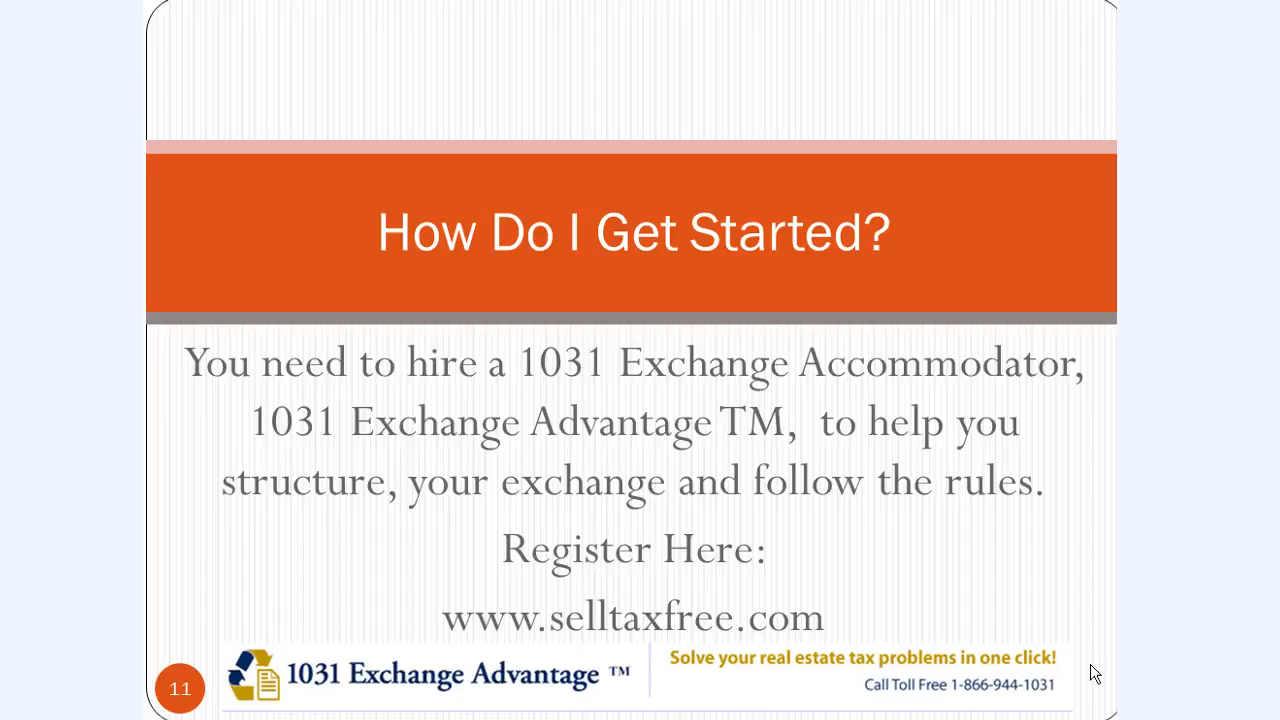 How Do I Get Started?
You need to hire a 1031 Exchange Accommodator,
1031 Exchange Advantage TM, to help you
structure, your exchange and follow the rules.
Register Here:
www.selltaxfree.com
11
1031 Exchange Advantage ™
Solve your real estate tax problems in one click!
Call Toll Free 1-866-944-1031